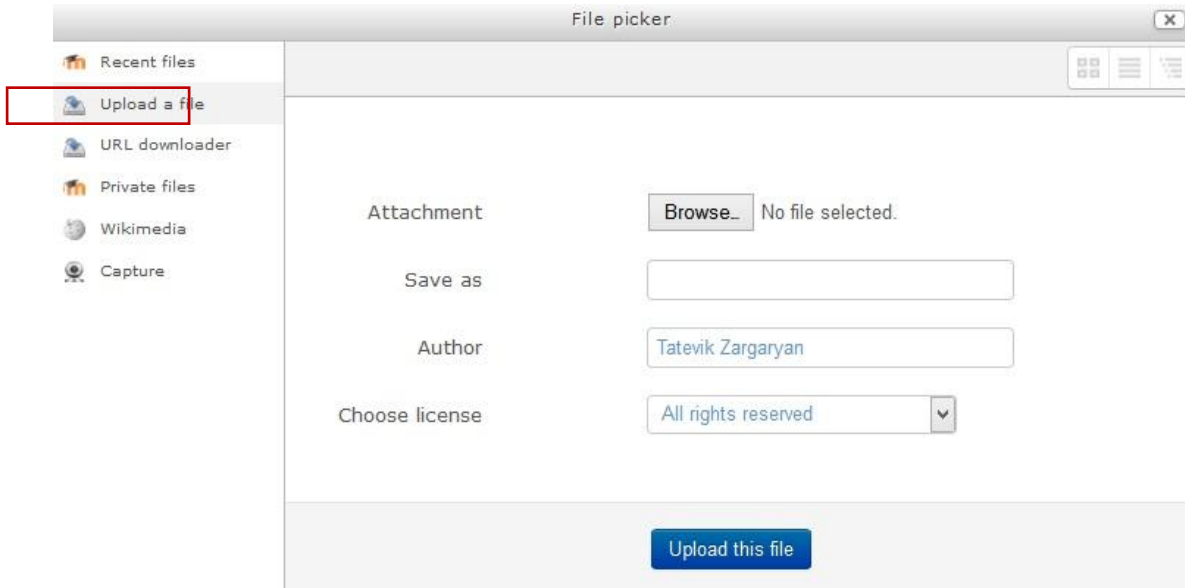 File picker
Recent files
Upload a file
URL downloader
Private files
Wikimedia
Capture
Attachment
Browse… No file selected.
Save as
Author
Tatevik Zargaryan
Choose license
All rights reserved
Upload this file